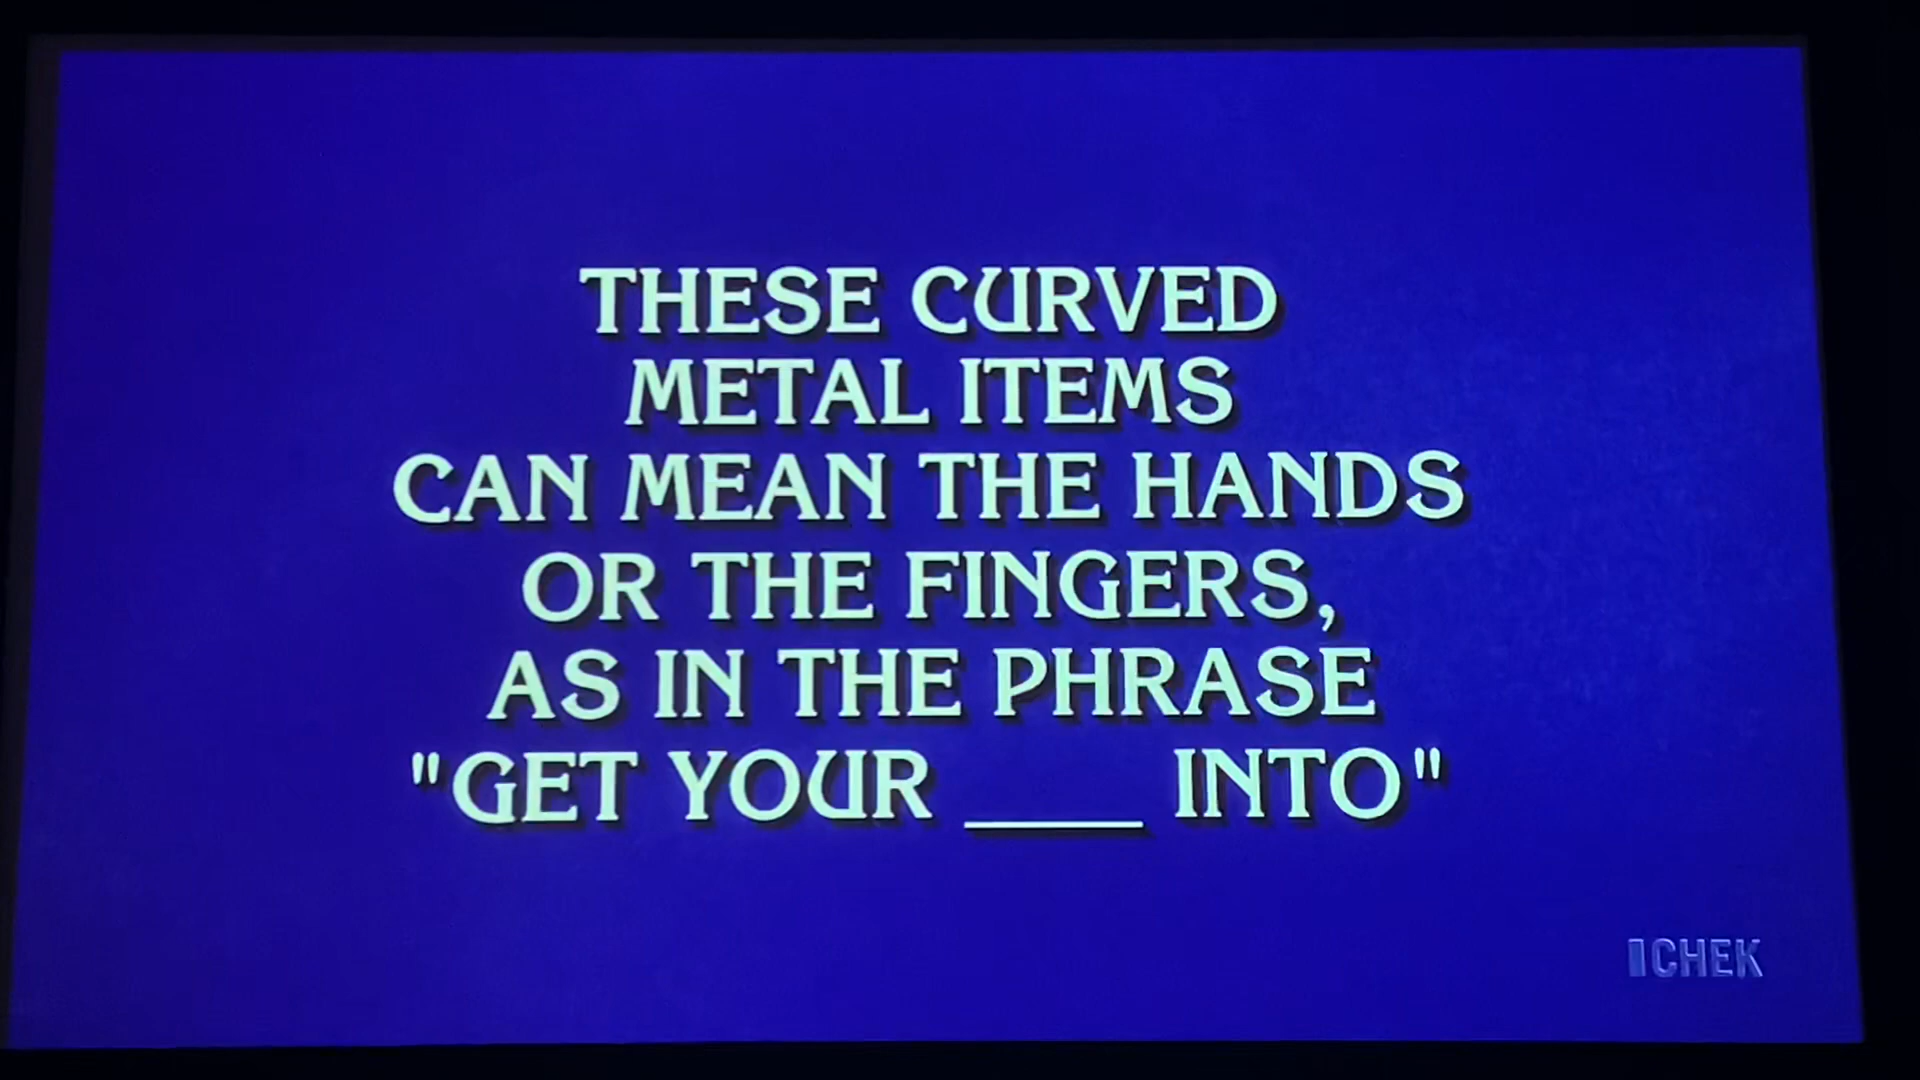 THESE CURVED
METAL ITEMS
CAN MEAN THE HANDS
OR THE FINGERS,
AS IN THE PHRASE
"GET YOUR ___ INTO"
CHEK